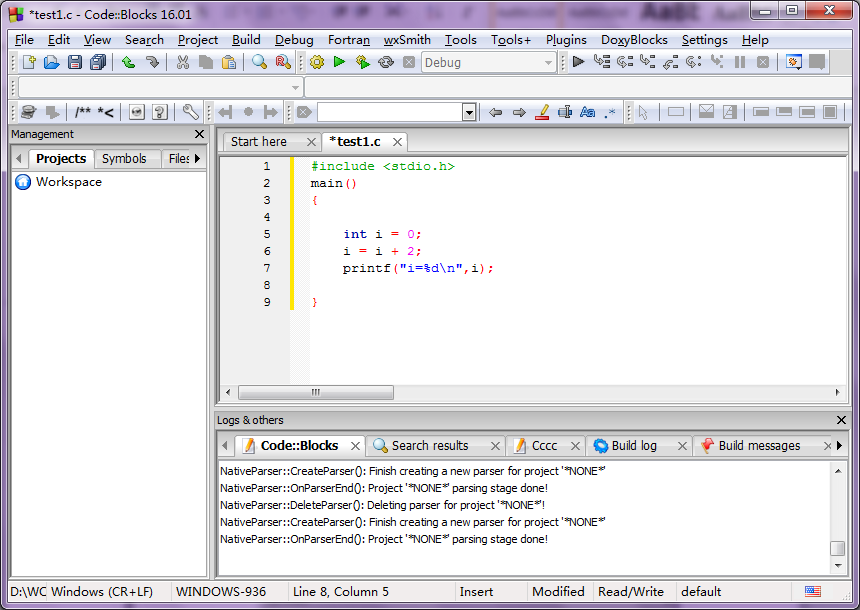 *test1.c - Code::Blocks 16.01
File Edit View Search Project Build Debug Fortran wxSmith Tools Tools+ Plugins DoxyBlocks Settings Help
Debug
/** *<
Aa .*
Management
Projects Symbols Files
Workspace
Start here *test1.c
1 #include <stdio.h>
2 main()
3 {
4
5 int i = 0;
6 i = i + 2;
7 printf("i=%d\n",i);
8
9 }
Logs & others
Code::Blocks Search results Cccc Build log Build messages
NativeParser::CreateParser(): Finish creating a new parser for project '*NONE*'
NativeParser::OnParserEnd(): Project '*NONE*' parsing stage done!
NativeParser::DeleteParser(): Deleting parser for project '*NONE*'!
NativeParser::CreateParser(): Finish creating a new parser for project '*NONE*'
NativeParser::OnParserEnd(): Project '*NONE*' parsing stage done!
D:\WC Windows (CR+LF) WINDOWS-936 Line 8, Column 5 Insert Modified Read/Write default